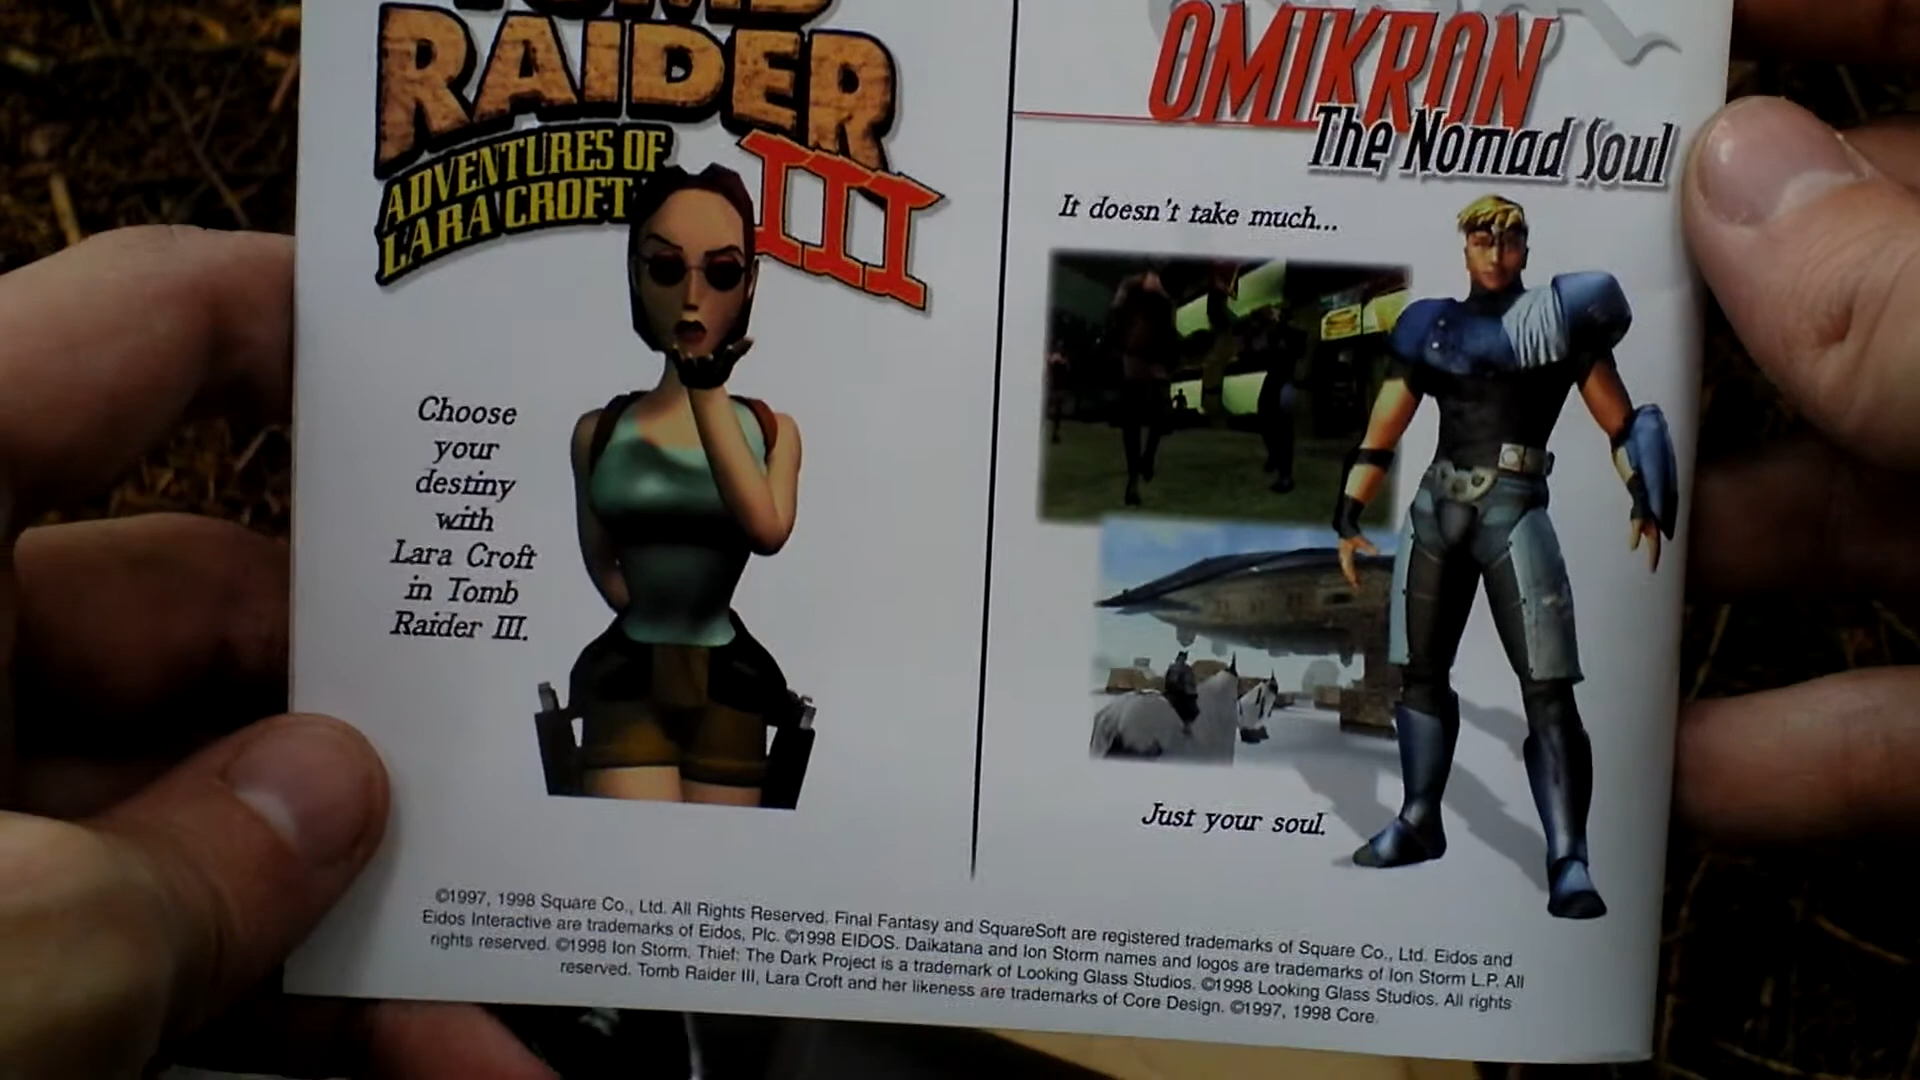 TOMB
RAIDER
III
ADVENTURES OF
LARA CROFT
Choose
your
destiny
with
Lara Croft
in Tomb
Raider III.
OMIKRON
The Nomad Soul
It doesn't take much...
Just your soul.
©1997, 1998 Square Co., Ltd. All Rights Reserved. Final Fantasy and SquareSoft are registered trademarks of Square Co., Ltd. Eidos and
Eidos Interactive are trademarks of Eidos, Plc. ©1998 EIDOS. Daikatana and Ion Storm names and logos are trademarks of Ion Storm L.P. All
rights reserved. ©1998 Ion Storm, Thief: The Dark Project is a trademark of Looking Glass Studios. ©1998 Looking Glass Studios. All rights
reserved. Tomb Raider III, Lara Croft and her likeness are trademarks of Core Design. ©1997, 1998 Core.